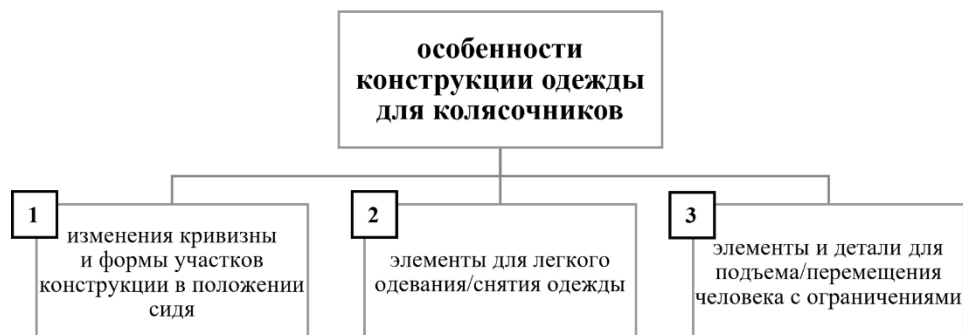 особенности
конструкции одежды
для колясочников
1
изменения кривизны
и формы участков
конструкции в положении
сидя
2
элементы для легкого
одевания/снятия одежды
3
элементы и детали для
подъема/перемещения
человека с ограничениями